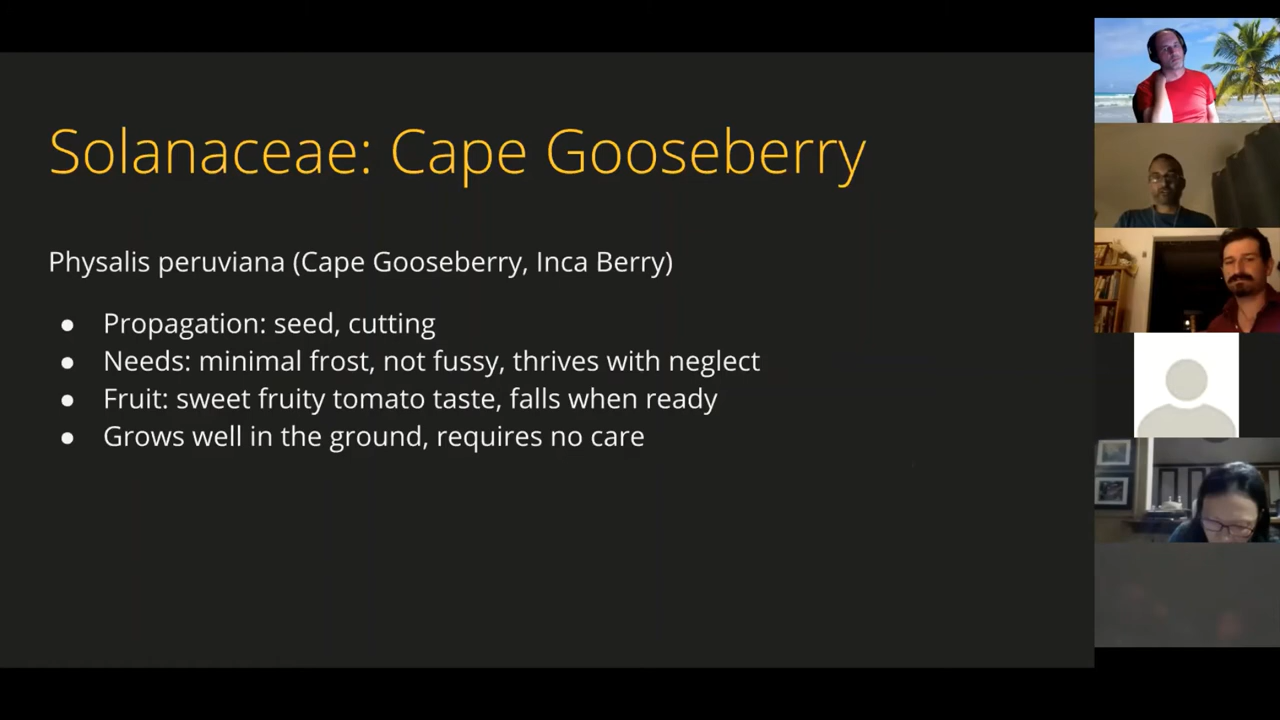 Solanaceae: Cape Gooseberry
Physalis peruviana (Cape Gooseberry, Inca Berry)
● Propagation: seed, cutting
● Needs: minimal frost, not fussy, thrives with neglect
● Fruit: sweet fruity tomato taste, falls when ready
● Grows well in the ground, requires no care